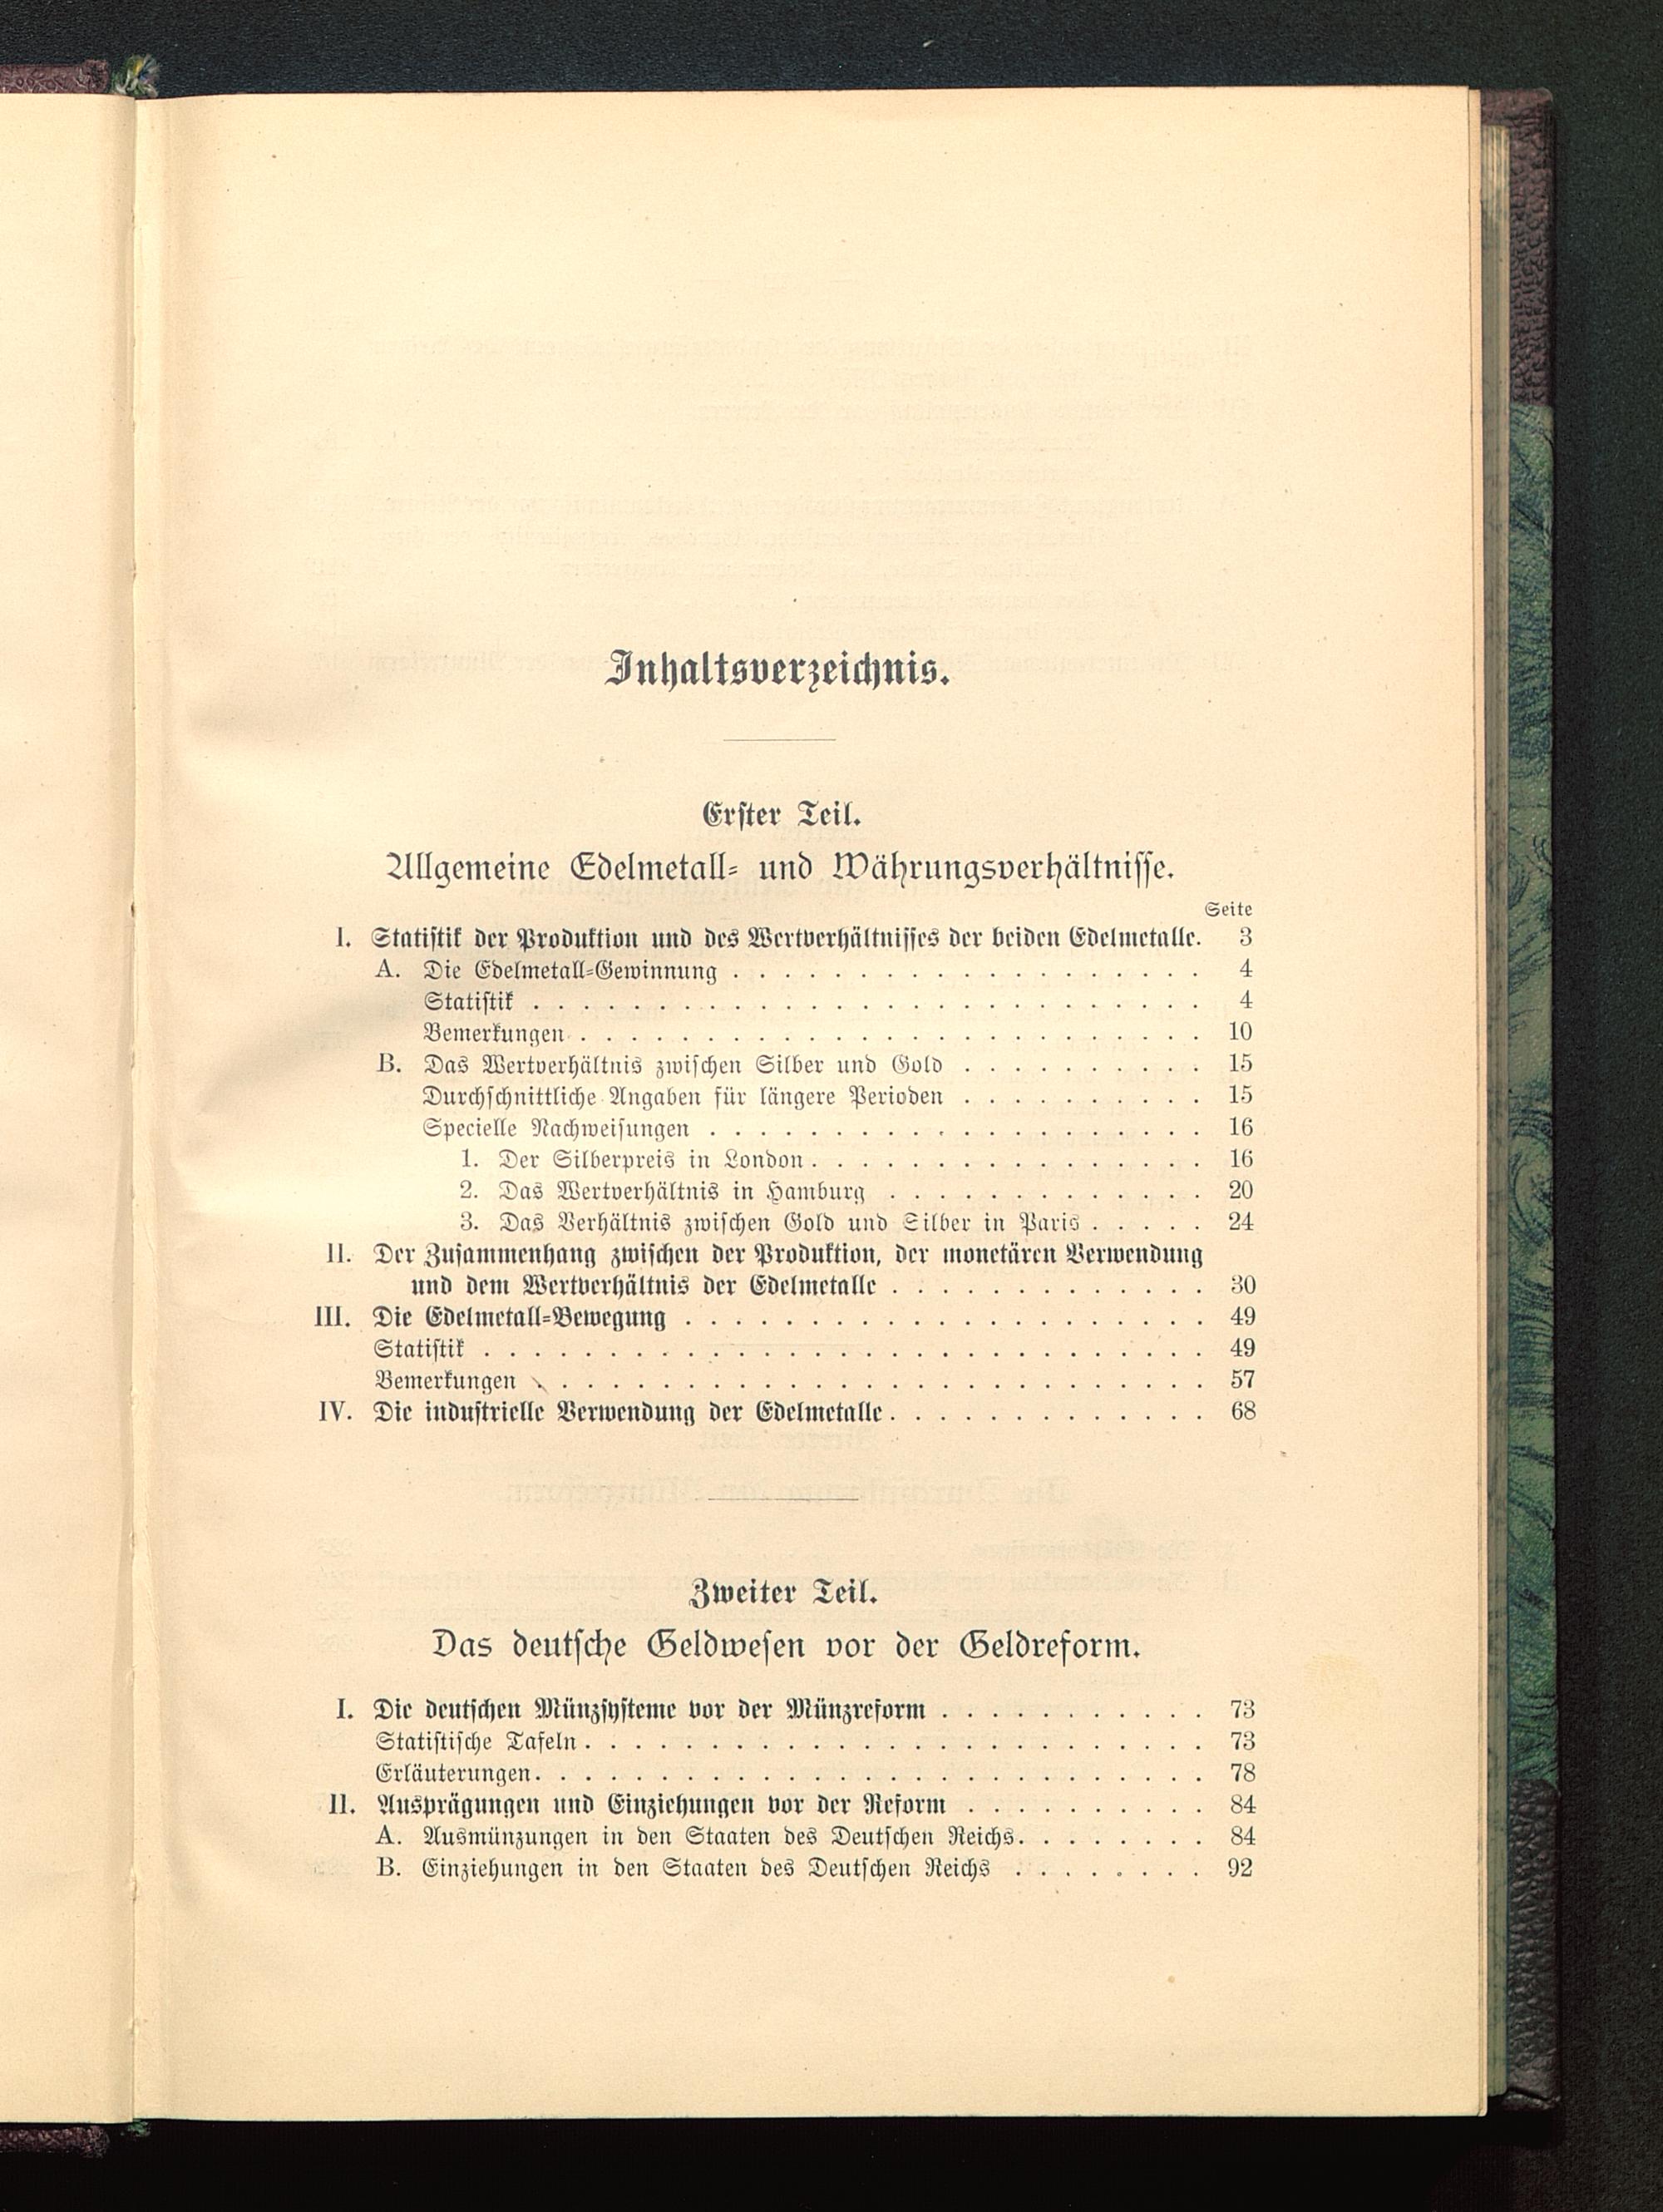 Inhaltsverzeichnis.
Erster Teil.
Allgemeine Edelmetall- und Währungsverhältnisse.
Seite
I. Statistik der Produktion und des Wertverhältnisses der beiden Edelmetalle. 3
A. Die Edelmetall-Gewinnung . . . . . . . . . . . . . . . . . . . 4
Statistik . . . . . . . . . . . . . . . . . . . . . . . . . . . 4
Bemerkungen . . . . . . . . . . . . . . . . . . . . . . . . . 10
B. Das Wertverhältnis zwischen Silber und Gold . . . . . . . . . . 15
Durchschnittliche Angaben für längere Perioden . . . . . . . . . . 15
Specielle Nachweisungen . . . . . . . . . . . . . . . . . . . . 16
1. Der Silberpreis in London . . . . . . . . . . . . . . . . 16
2. Das Wertverhältnis in Hamburg . . . . . . . . . . . . . 20
3. Das Verhältnis zwischen Gold und Silber in Paris . . . . . 24
II. Der Zusammenhang zwischen der Produktion, der monetären Verwendung
und dem Wertverhältnis der Edelmetalle . . . . . . . . . . . . . 30
III. Die Edelmetall-Bewegung . . . . . . . . . . . . . . . . . . . . . 49
Statistik . . . . . . . . . . . . . . . . . . . . . . . . . . . . . 49
Bemerkungen . . . . . . . . . . . . . . . . . . . . . . . . . . . 57
IV. Die industrielle Verwendung der Edelmetalle . . . . . . . . . . . . . 68
Zweiter Teil.
Das deutsche Geldwesen vor der Geldreform.
I. Die deutschen Münzsysteme vor der Münzreform . . . . . . . . . . . 73
Statistische Tafeln . . . . . . . . . . . . . . . . . . . . . . . . . 73
Erläuterungen . . . . . . . . . . . . . . . . . . . . . . . . . . . 78
II. Ausprägungen und Einziehungen vor der Reform . . . . . . . . . . 84
A. Ausmünzungen in den Staaten des Deutschen Reichs . . . . . . . . 84
B. Einziehungen in den Staaten des Deutschen Reichs . . . . . . . . 92